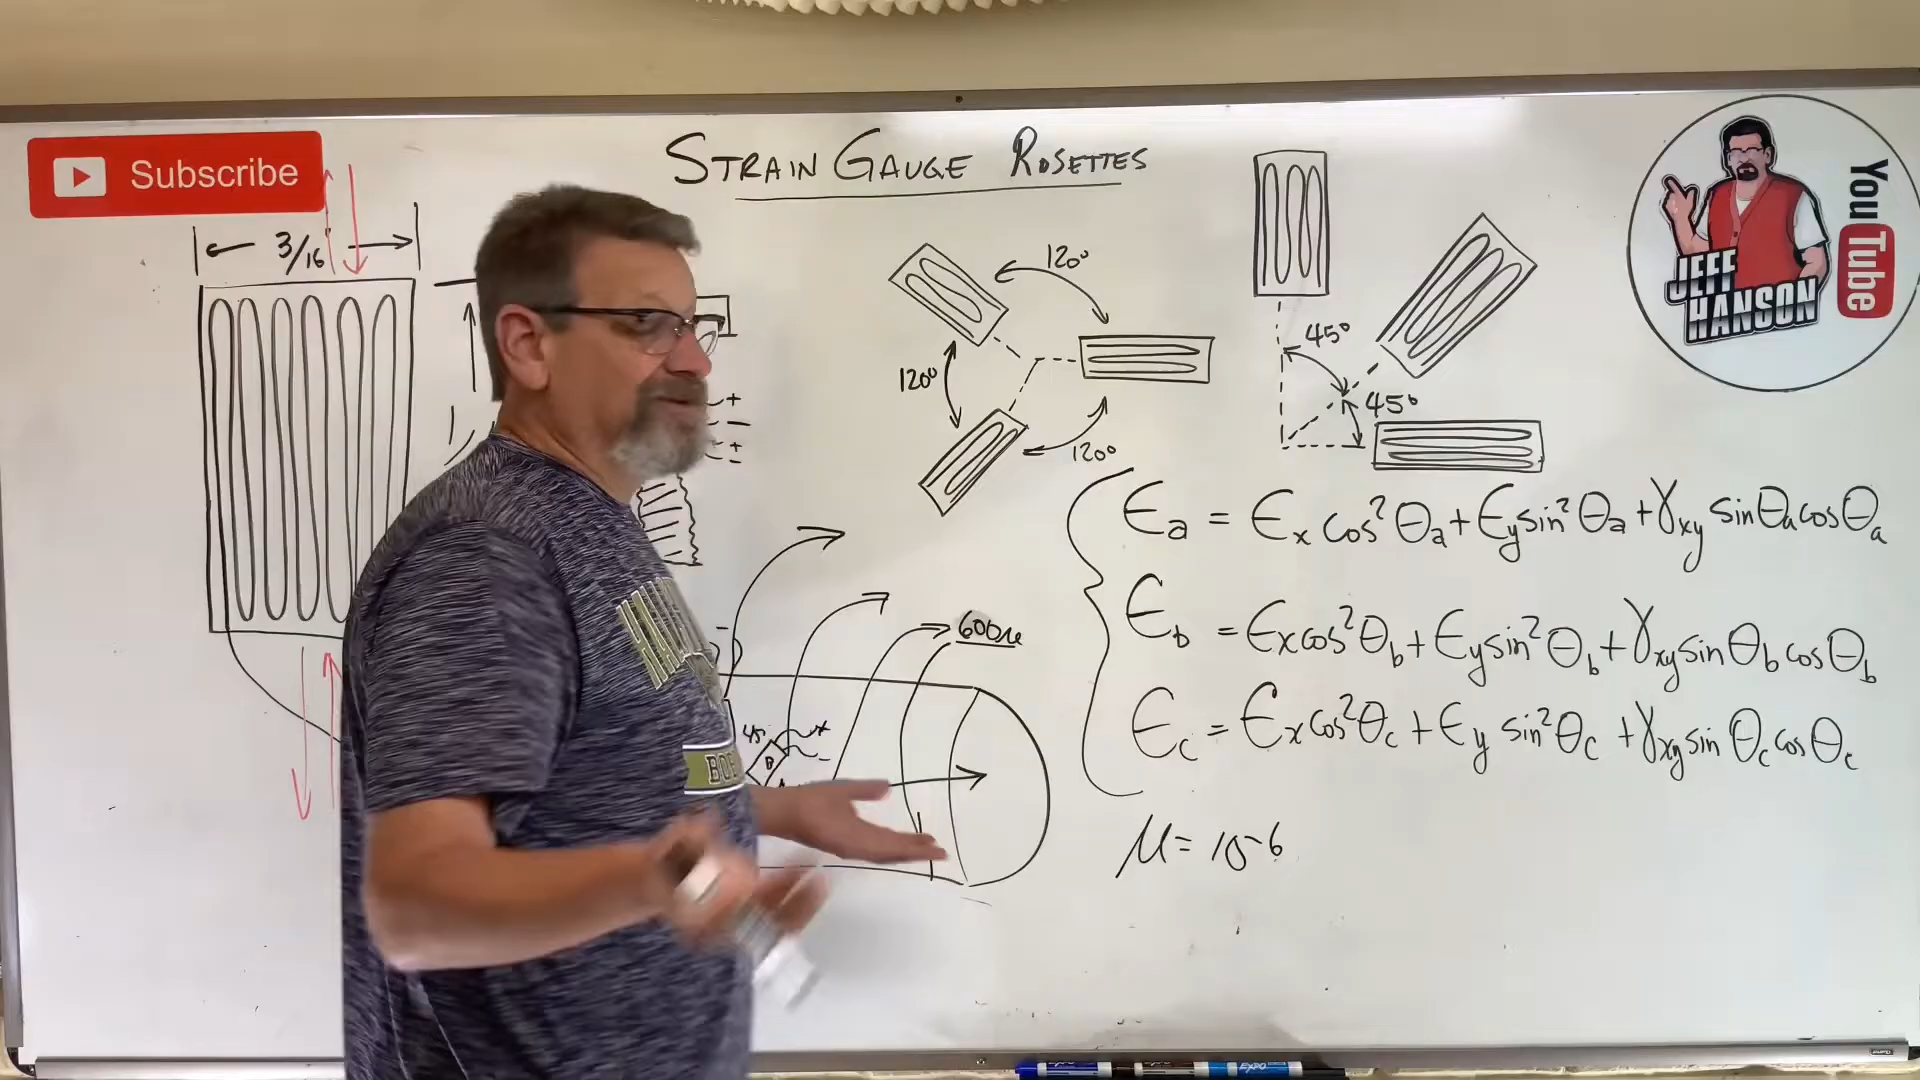 Subscribe
STRAIN GAUGE ROSETTES
3/16"
120°
120°
120°
45°
45°
JEFF
HANSON
YouTube
+
−
+
−
ϵa = ϵx cos²θa + ϵy sin²θa + γxy sinθa cosθa
ϵb = ϵx cos²θb + ϵy sin²θb + γxy sinθb cosθb
ϵc = ϵx cos²θc + ϵy sin²θc + γxy sinθc cosθc
600μ
45°
B
μ = 10-6
BOE
EXPO